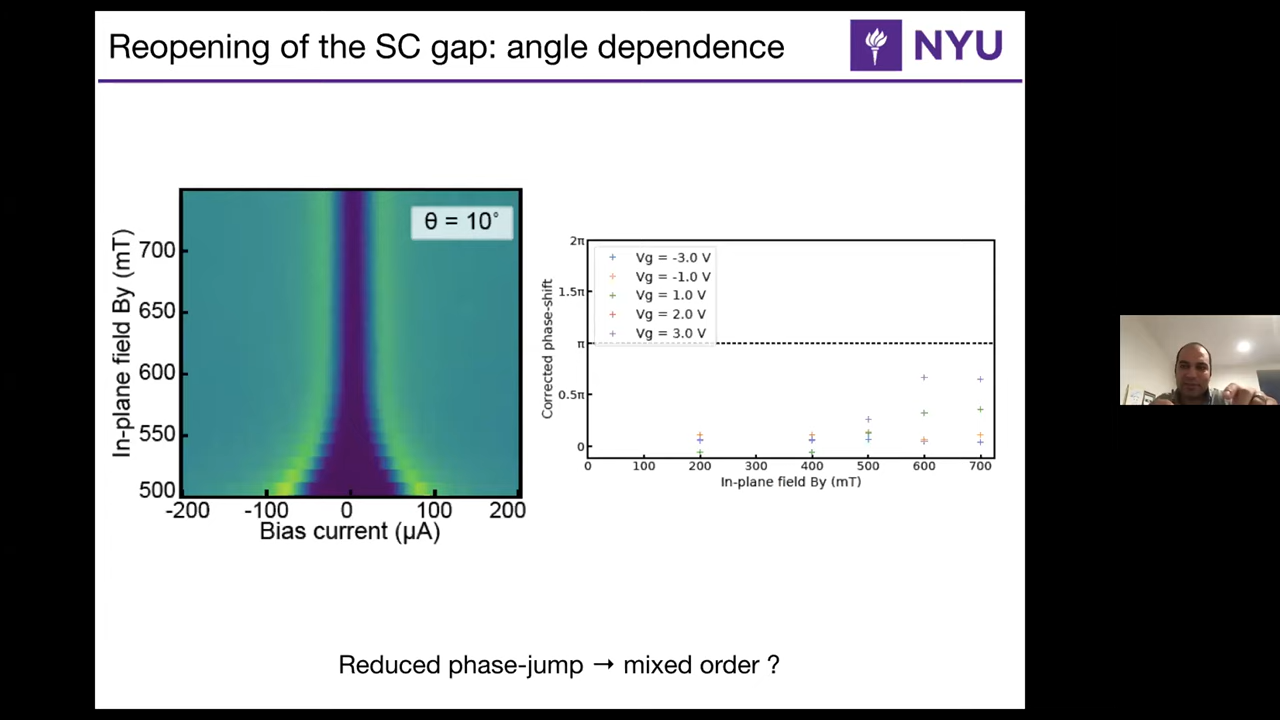 Reopening of the SC gap: angle dependence
NYU
θ = 10°
In-plane field By (mT)
700
650
600
550
500
-200 -100 0 100 200
Bias current (μA)
Corrected phase-shift
2π
1.5π
π
0.5π
0
Vg = -3.0 V
Vg = -1.0 V
Vg = 1.0 V
Vg = 2.0 V
Vg = 3.0 V
0 100 200 300 400 500 600 700
In-plane field By (mT)
Reduced phase-jump → mixed order ?